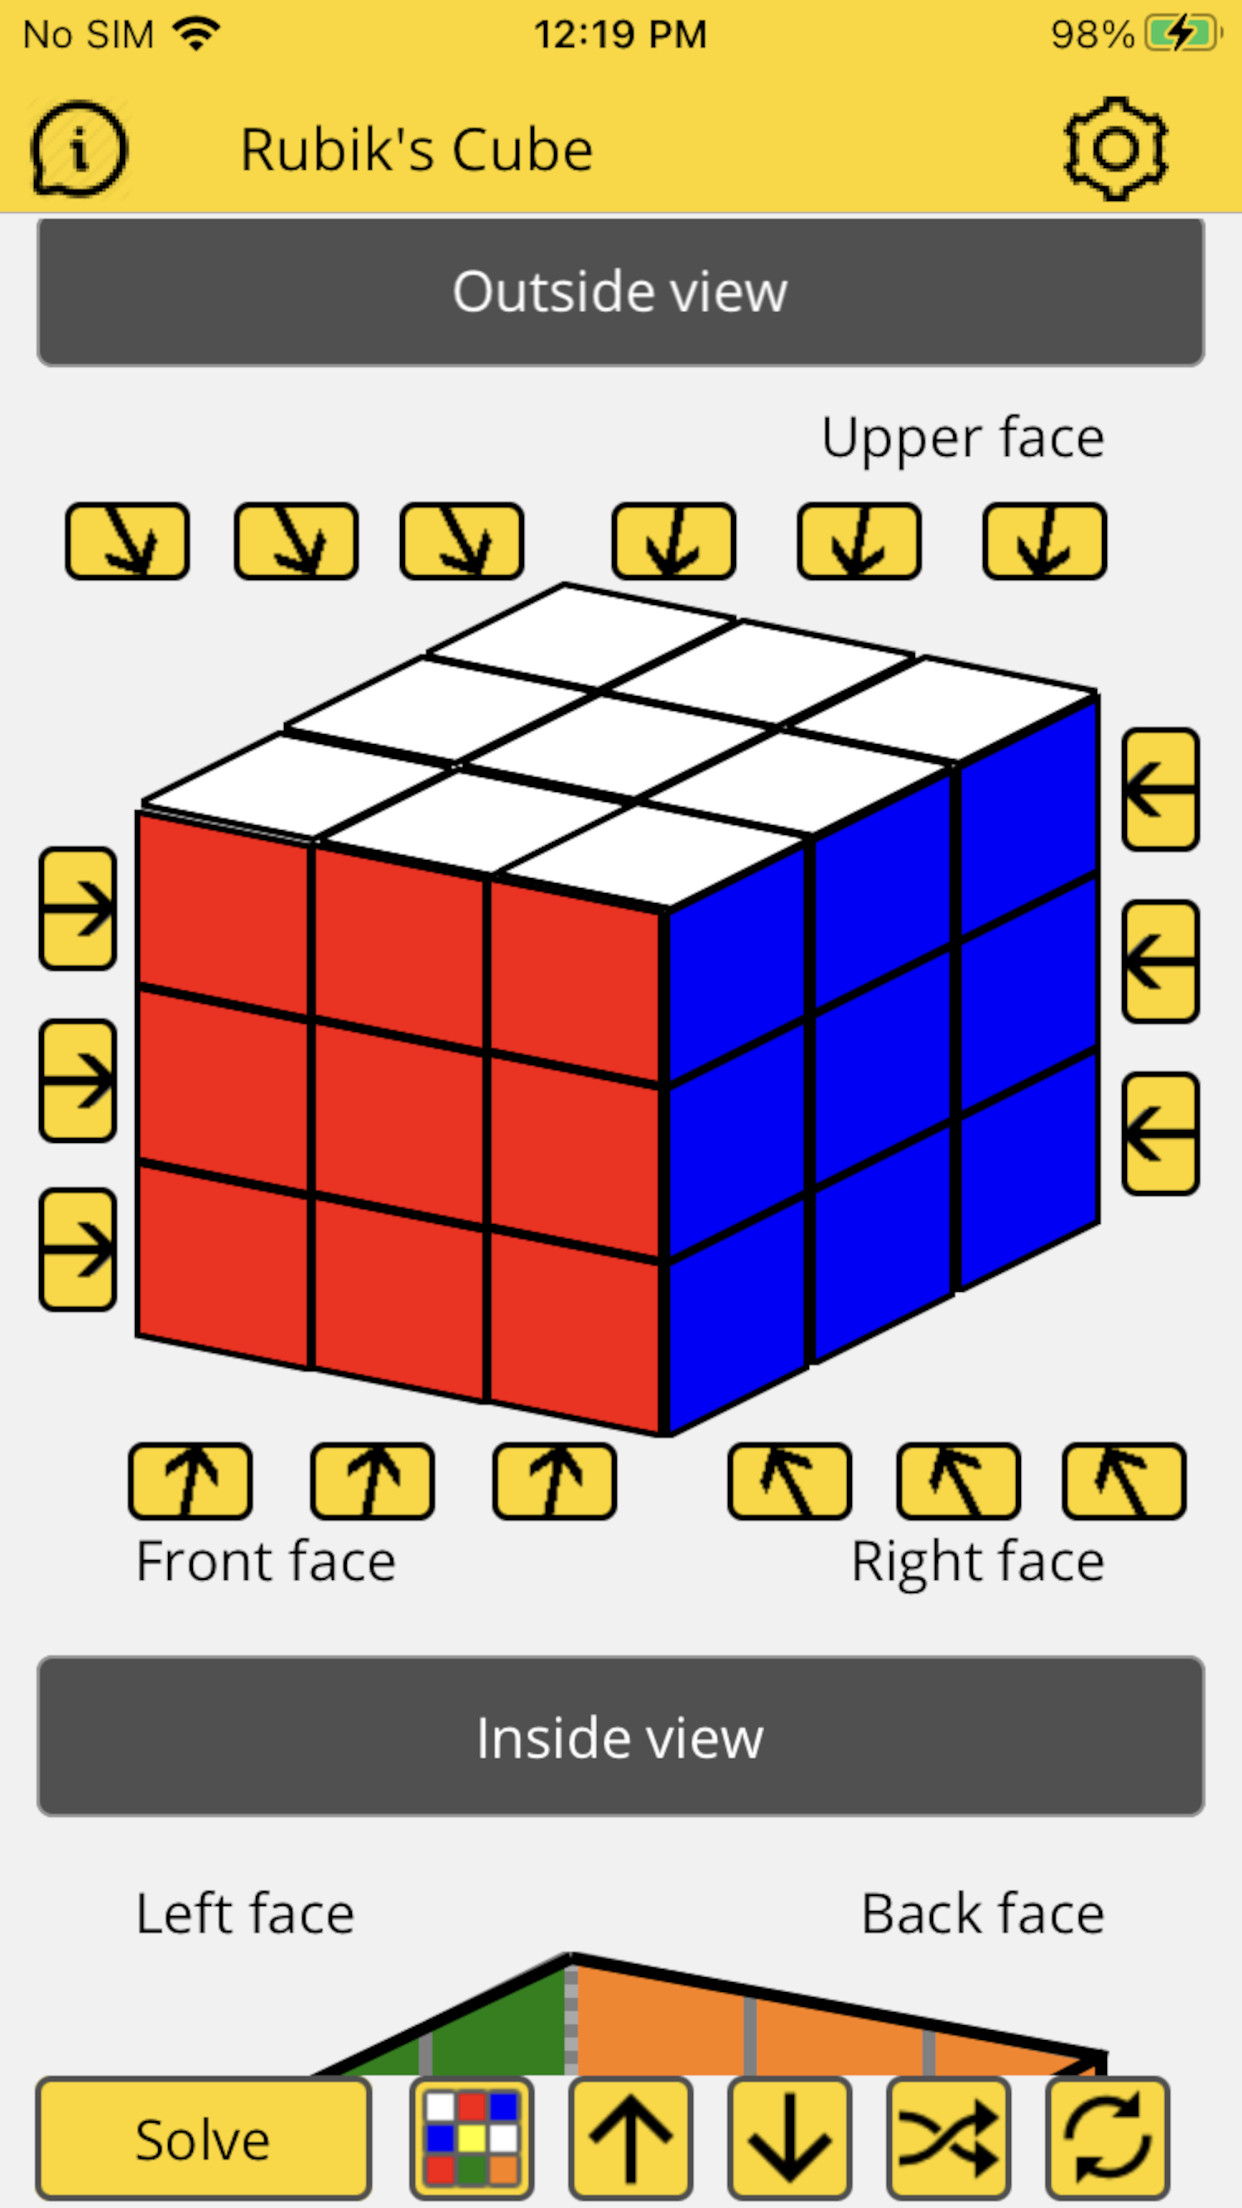 No SIM 12:19 PM 98%
Rubik's Cube
Outside view
Upper face
Front face Right face
Inside view
Left face Back face
Solve